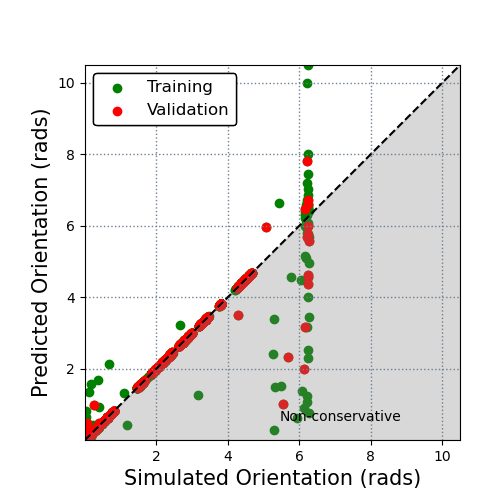 Training
Validation
10
8
6
4
2
Predicted Orientation (rads)
Non-conservative
2
4
6
8
10
Simulated Orientation (rads)